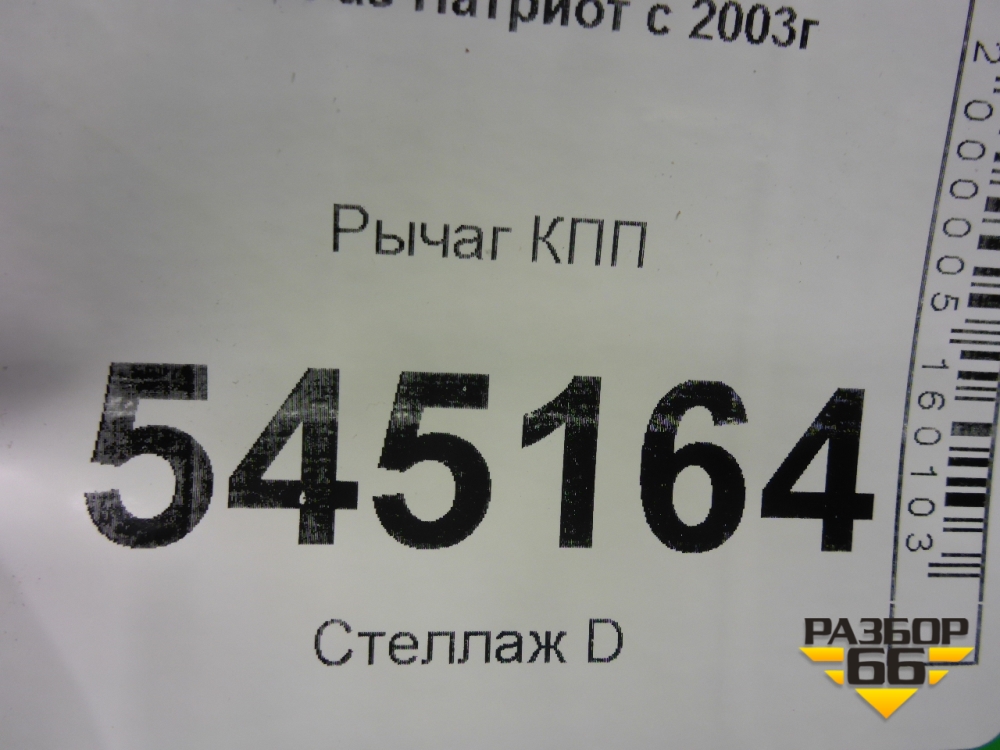 Патриот с 2003г
Рычаг КПП
545164
Стеллаж D
2000005160103
РАЗБОР
66